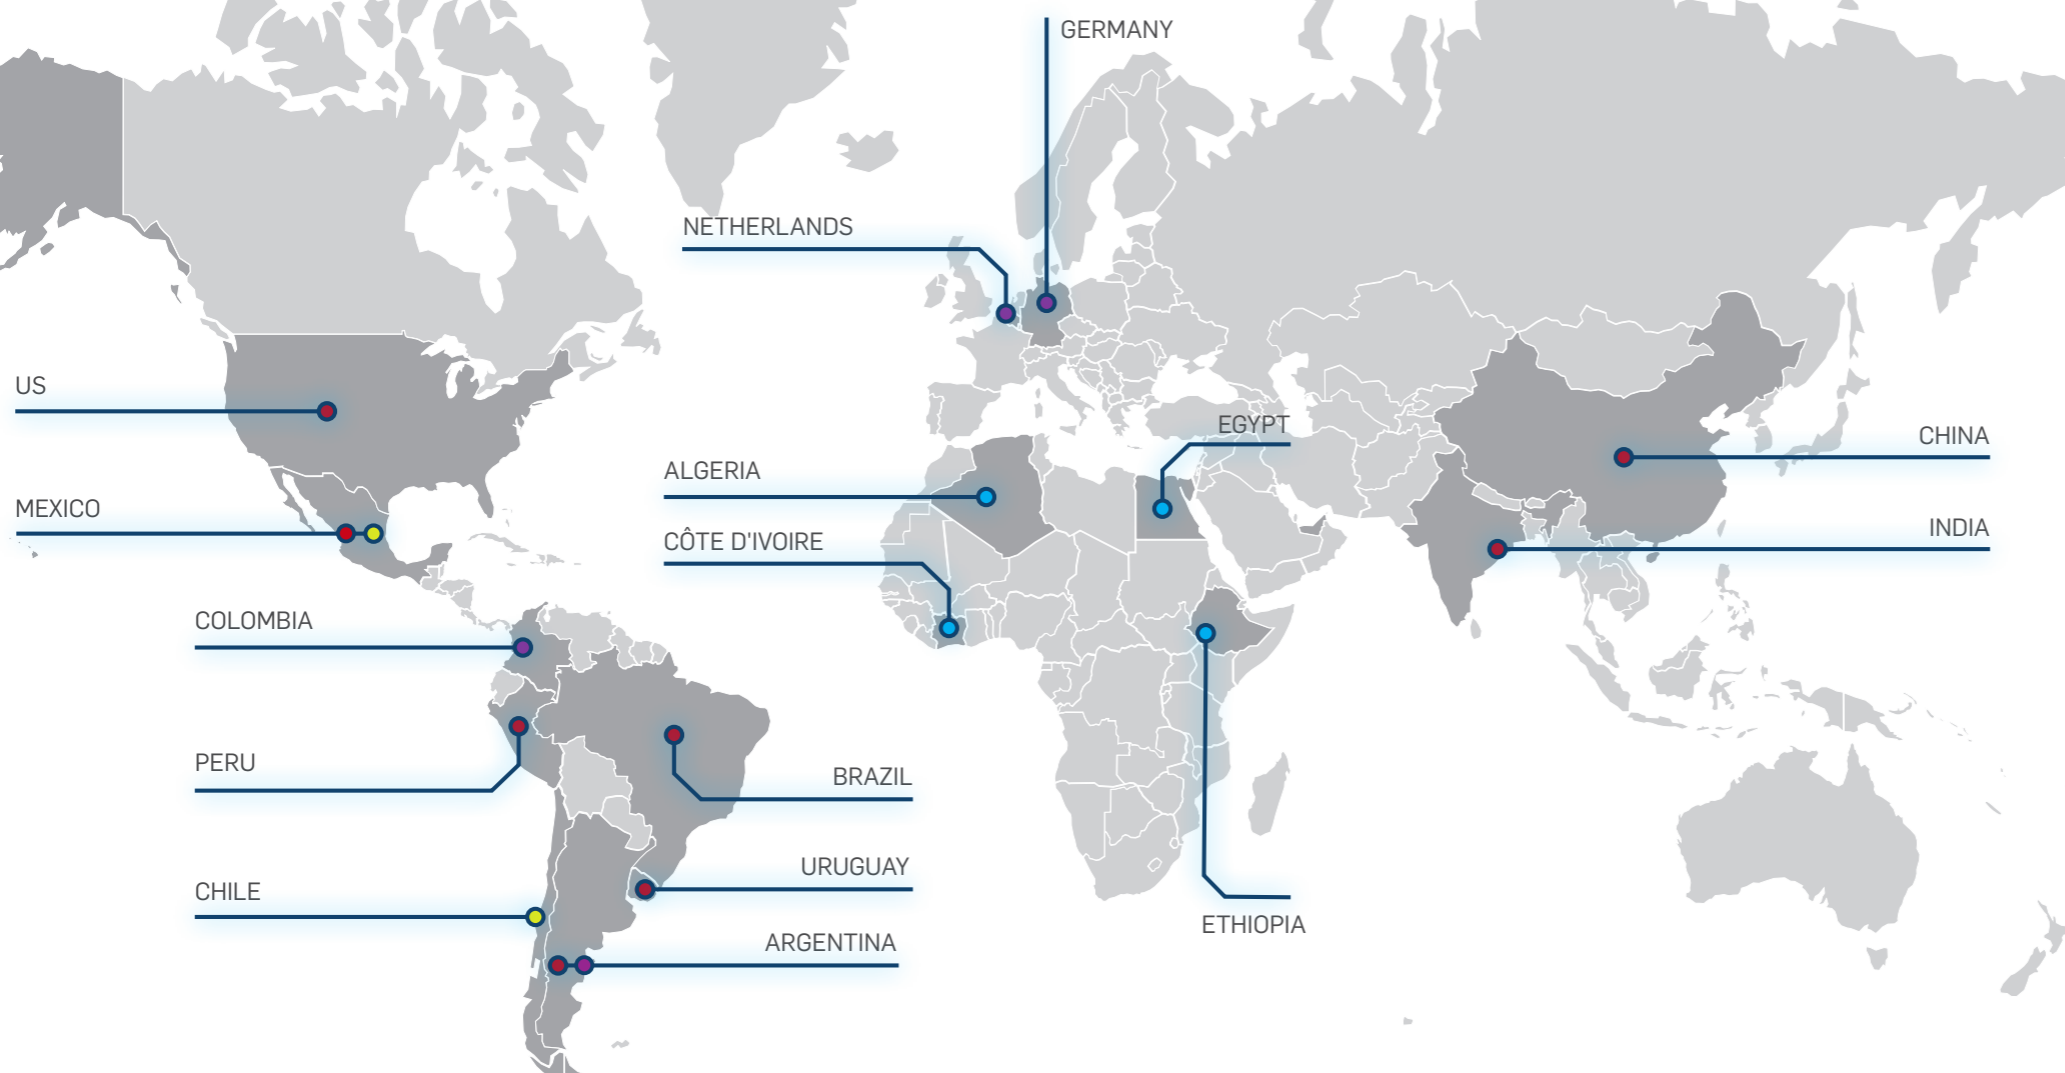 GERMANY
NETHERLANDS
US
EGYPT
CHINA
ALGERIA
MEXICO
INDIA
CÔTE D'IVOIRE
COLOMBIA
PERU
BRAZIL
URUGUAY
CHILE
ETHIOPIA
ARGENTINA